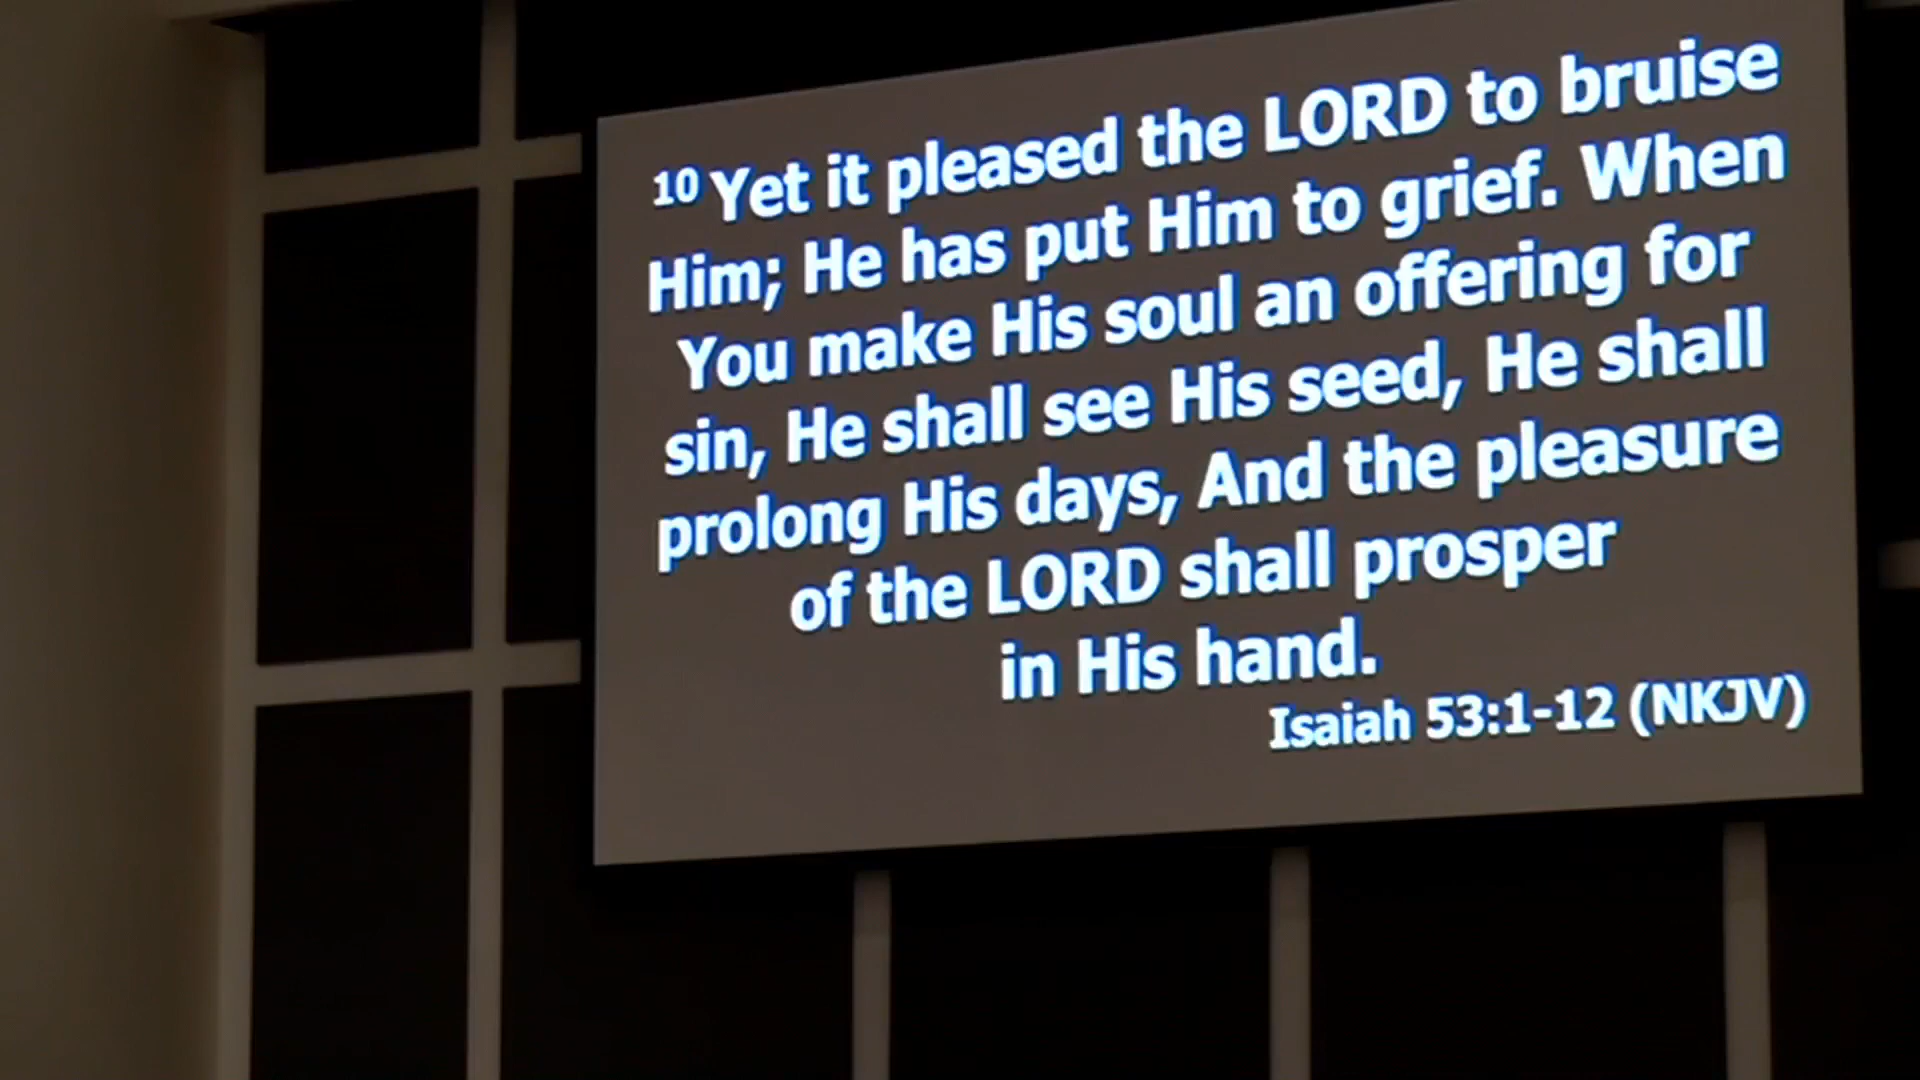 10 Yet it pleased the LORD to bruise
Him; He has put Him to grief. When
You make His soul an offering for
sin, He shall see His seed, He shall
prolong His days, And the pleasure
of the LORD shall prosper
in His hand.
Isaiah 53:1-12 (NKJV)